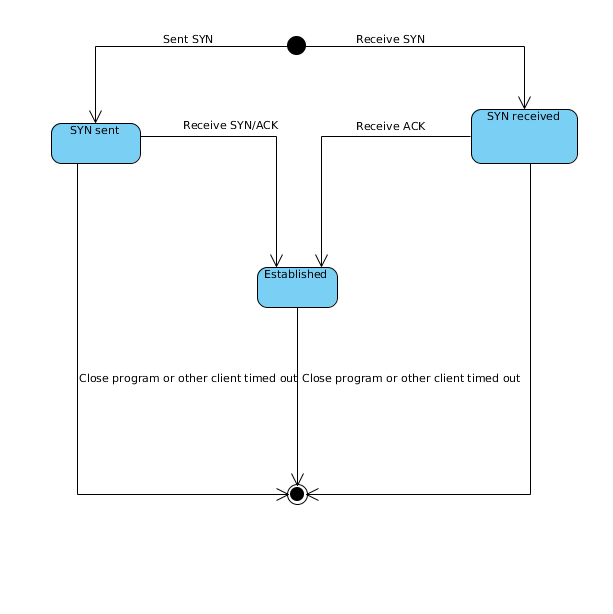 Sent SYN
Receive SYN
SYN sent
SYN received
Receive SYN/ACK
Receive ACK
Established
Close program or other client timed out
Close program or other client timed out